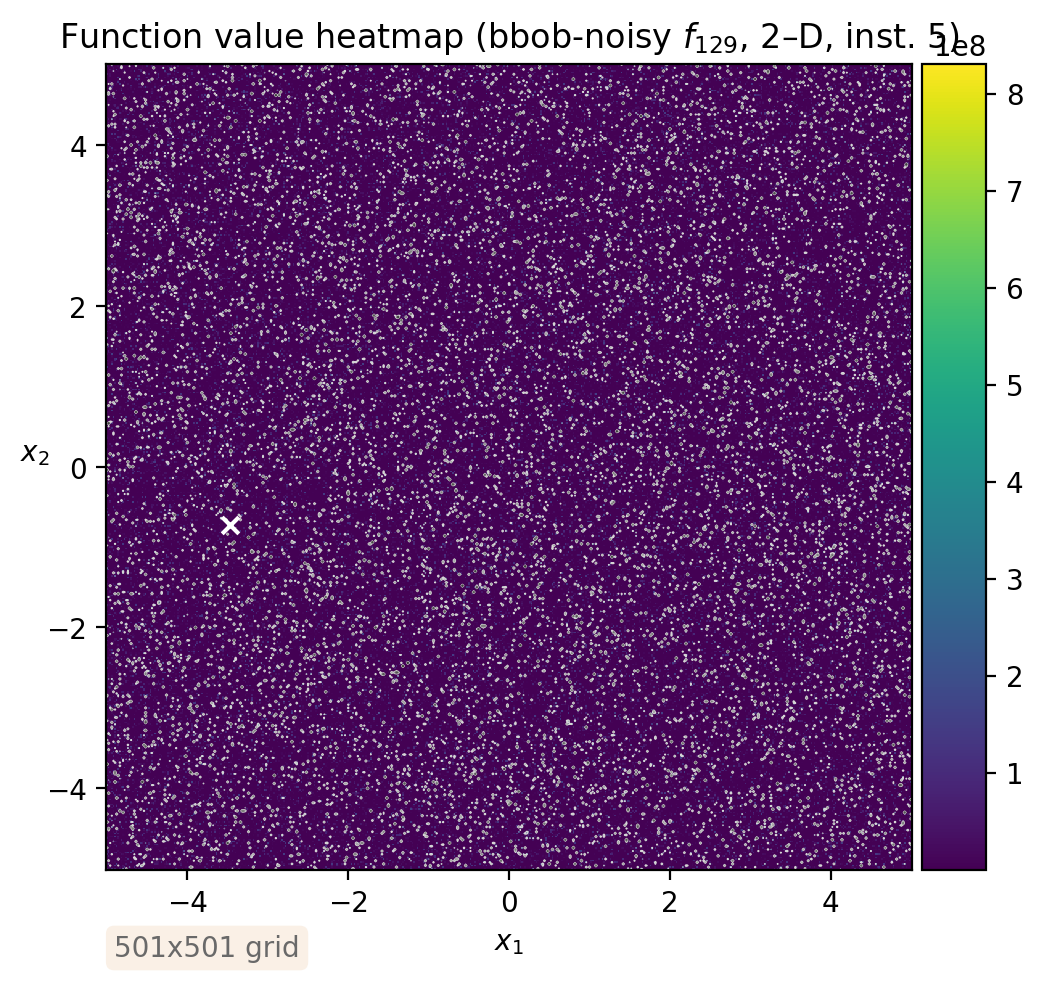 Function value heatmap (bbob-noisy f129, 2–D, inst. 5)
1e8
8
7
6
5
4
3
2
1
4
2
0
−2
−4
x2
−4 −2 0 2 4
x1
501x501 grid